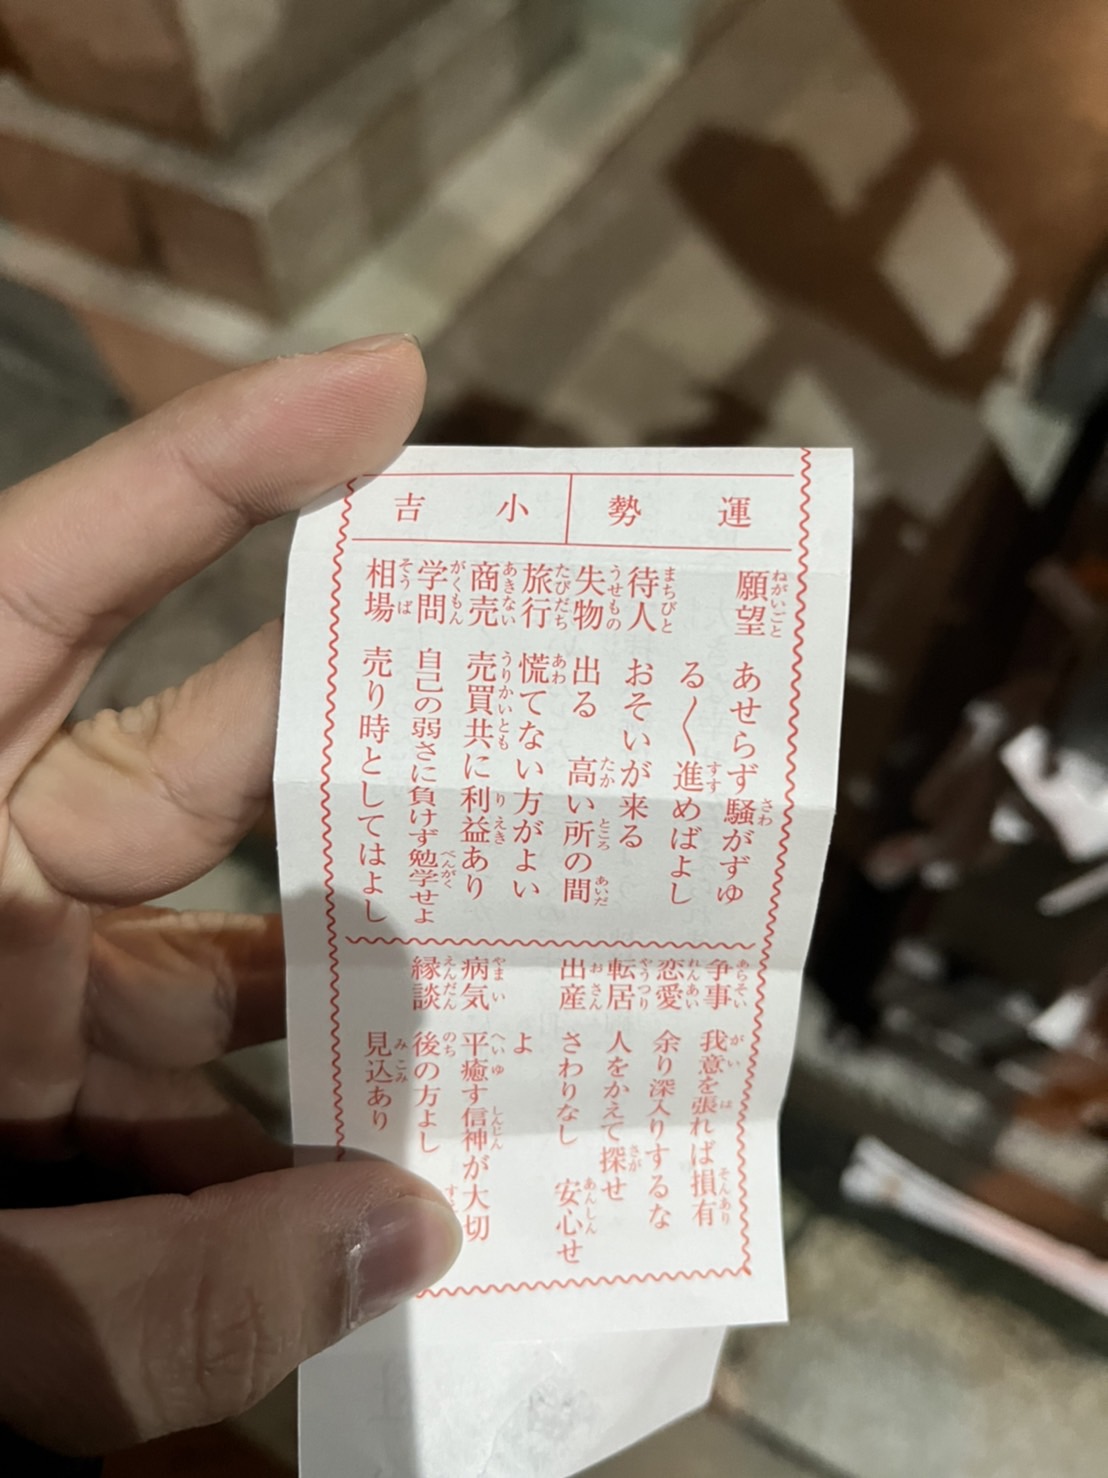 運勢 小吉
願望 あせらず騒がずゆ
る〱進めばよし
待人 おそいが来る
失物 出る 高い所の間
旅行 慌てない方がよい
商売 売買共に利益あり
学問 自己の弱さに負けず勉学せよ
相場 売り時としてはよし
争事 我意を張れば損有
恋愛 余り深入りするな
転居 人をかえて探せ
出産 さわりなし 安心せ
よ
病気 平癒す信神が大切
縁談 後の方よし
見込あり